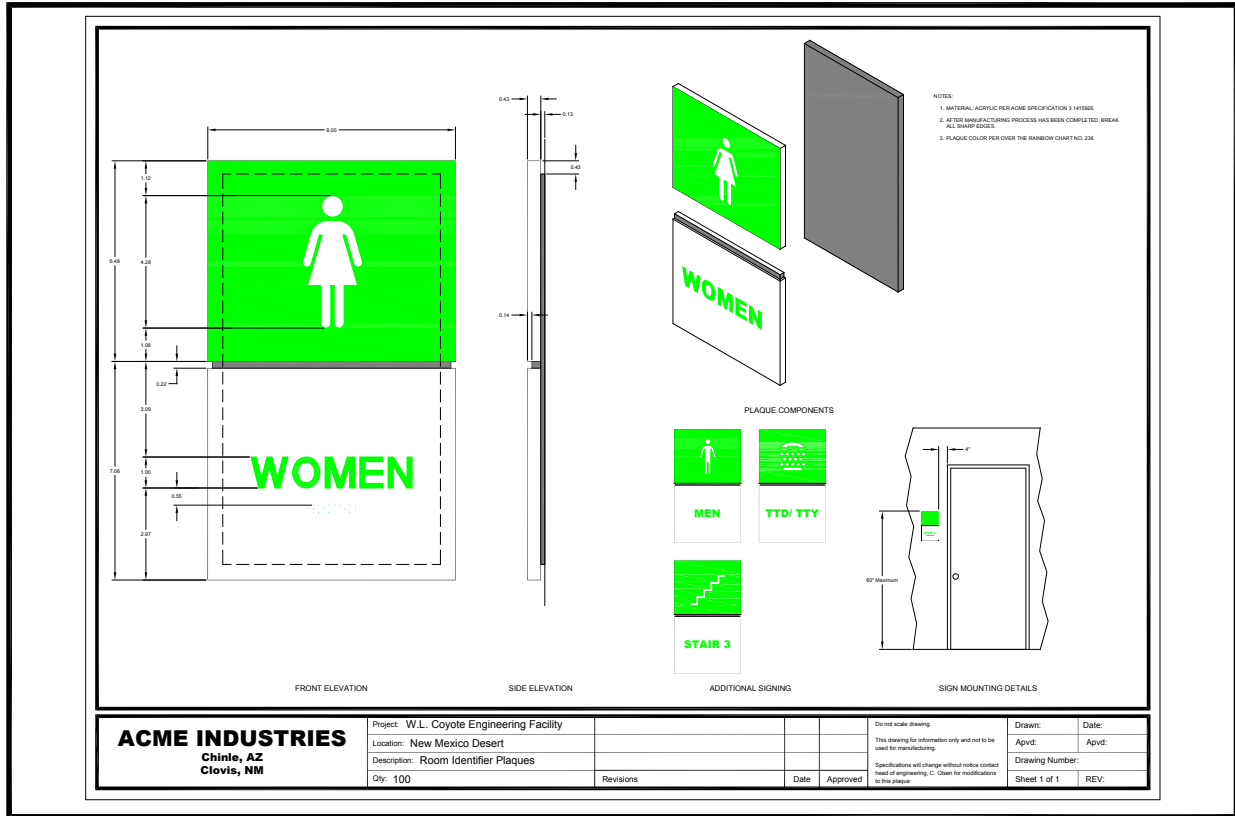 0.43
0.13
8.00
0.43
1.12
6.48
4.28
0.14
1.08
0.22
3.09
7.06
1.00
0.55
2.97
WOMEN
FRONT ELEVATION
SIDE ELEVATION
WOMEN
PLAQUE COMPONENTS
NOTES:
1. MATERIAL: ACRYLIC PER ACME SPECIFICATION 3.1415926.
2. AFTER MANUFACTURING PROCESS HAS BEEN COMPLETED, BREAK
ALL SHARP EDGES.
3. PLAQUE COLOR PER OVER THE RAINBOW CHART NO. 236.
MEN
TTD/ TTY
STAIR 3
ADDITIONAL SIGNING
4"
60" Maximum
SIGN MOUNTING DETAILS
ACME INDUSTRIES
Chinle, AZ
Clovis, NM
Project: W.L. Coyote Engineering Facility
Location: New Mexico Desert
Description: Room Identifier Plaques
Qty: 100
Revisions
Date
Approved
Do not scale drawing.
This drawing for information only and not to be
used for manufacturing.
Specifications will change without notice contact
head of engineering, C. Olsen for modifications
to this plaque
Drawn:
Date:
Apvd:
Apvd:
Drawing Number:
Sheet 1 of 1
REV: